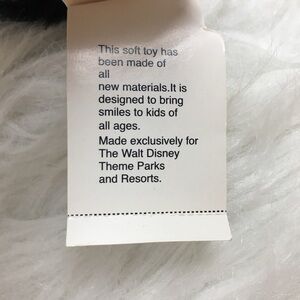 This soft toy has
been made of
all
new materials.It is
designed to bring
smiles to kids of
all ages.
Made exclusively for
The Walt Disney
Theme Parks
and Resorts.